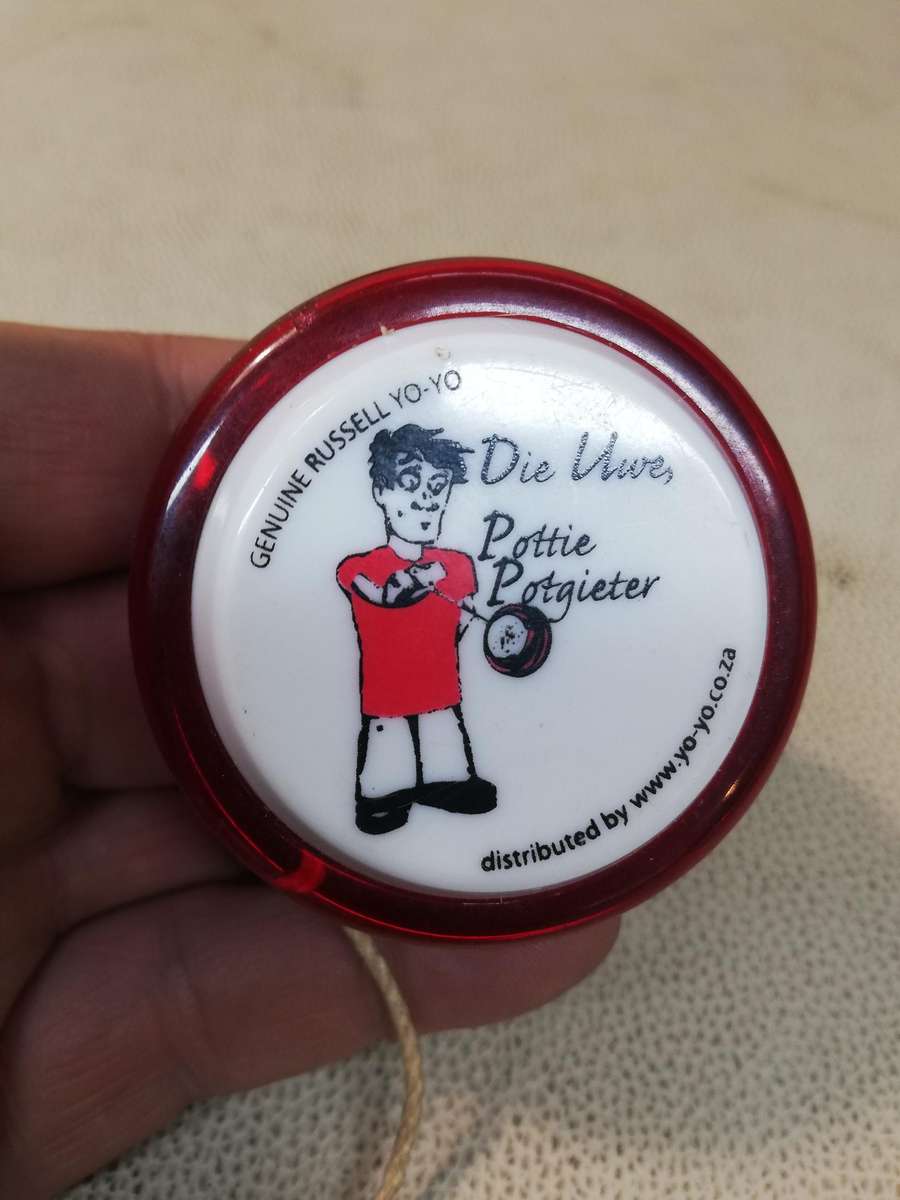 GENUINE RUSSELL YO-YO
Die Uwe,
Pottie
Potgieter
distributed by www.yo-yo.co.za